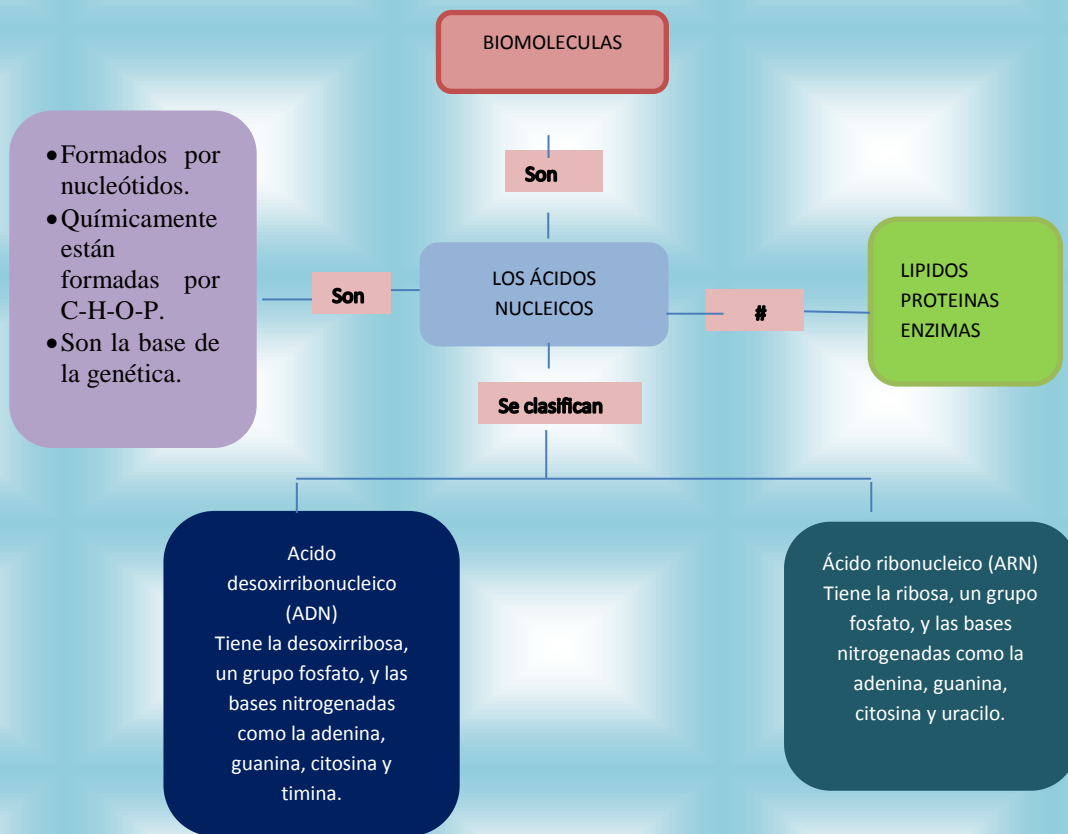 BIOMOLECULAS
Son
• Formados por
nucleótidos.
• Químicamente
están
formadas por
C-H-O-P.
• Son la base de
la genética.
Son
LOS ÁCIDOS
NUCLEICOS
#
LIPIDOS
PROTEINAS
ENZIMAS
Se clasifican
Acido
desoxirribonucleico
(ADN)
Tiene la desoxirribosa,
un grupo fosfato, y las
bases nitrogenadas
como la adenina,
guanina, citosina y
timina.
Ácido ribonucleico (ARN)
Tiene la ribosa, un grupo
fosfato, y las bases
nitrogenadas como la
adenina, guanina,
citosina y uracilo.